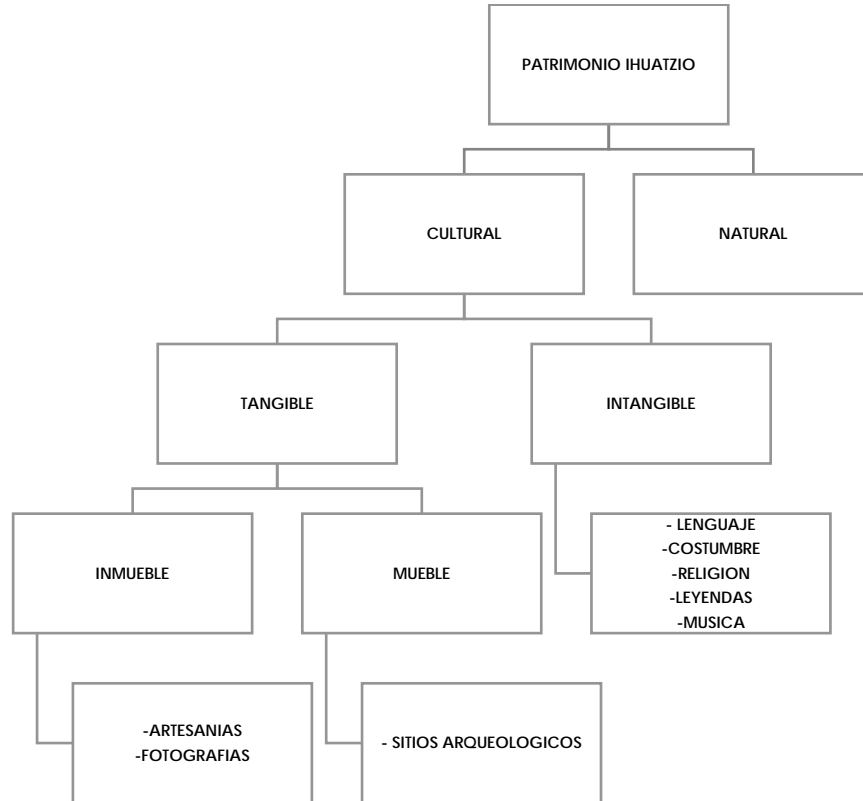 PATRIMONIO IHUATZIO
CULTURAL
NATURAL
TANGIBLE
INTANGIBLE
INMUEBLE
MUEBLE
- LENGUAJE
-COSTUMBRE
-RELIGION
-LEYENDAS
-MUSICA
-ARTESANIAS
-FOTOGRAFIAS
- SITIOS ARQUEOLOGICOS